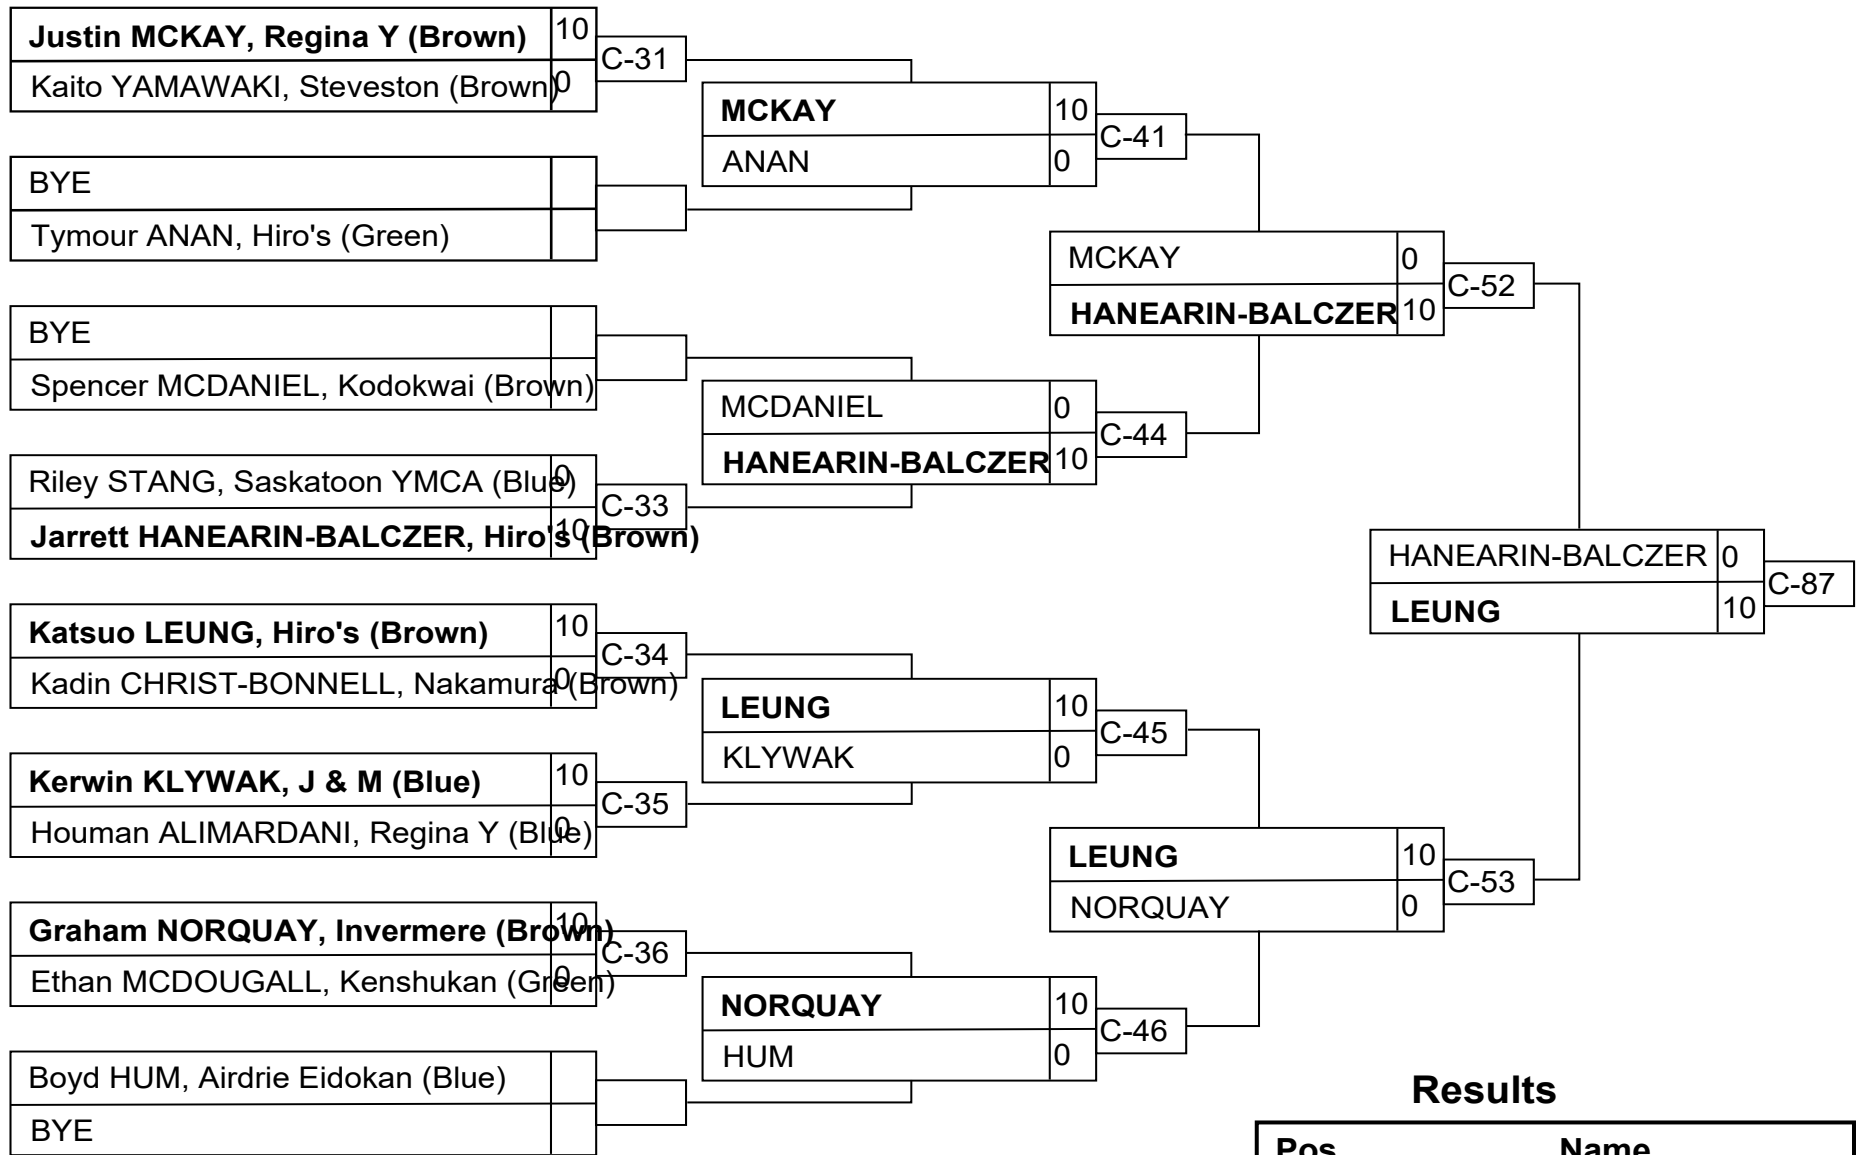 Justin MCKAY, Regina Y (Brown) 10
Kaito YAMAWAKI, Steveston (Brown) 0
C-31
BYE
Tymour ANAN, Hiro's (Green)
BYE
Spencer MCDANIEL, Kodokwai (Brown)
Riley STANG, Saskatoon YMCA (Blue) 0
Jarrett HANEARIN-BALCZER, Hiro's (Brown) 10
C-33
Katsuo LEUNG, Hiro's (Brown) 10
Kadin CHRIST-BONNELL, Nakamura (Brown) 0
C-34
Kerwin KLYWAK, J & M (Blue) 10
Houman ALIMARDANI, Regina Y (Blue) 0
C-35
Graham NORQUAY, Invermere (Brown) 10
Ethan MCDOUGALL, Kenshukan (Green) 0
C-36
Boyd HUM, Airdrie Eidokan (Blue)
BYE
MCKAY 10
ANAN 0
C-41
MCDANIEL 0
HANEARIN-BALCZER 10
C-44
LEUNG 10
KLYWAK 0
C-45
NORQUAY 10
HUM 0
C-46
MCKAY 0
HANEARIN-BALCZER 10
C-52
LEUNG 10
NORQUAY 0
C-53
HANEARIN-BALCZER 0
LEUNG 10
C-87
Results
Pos Name